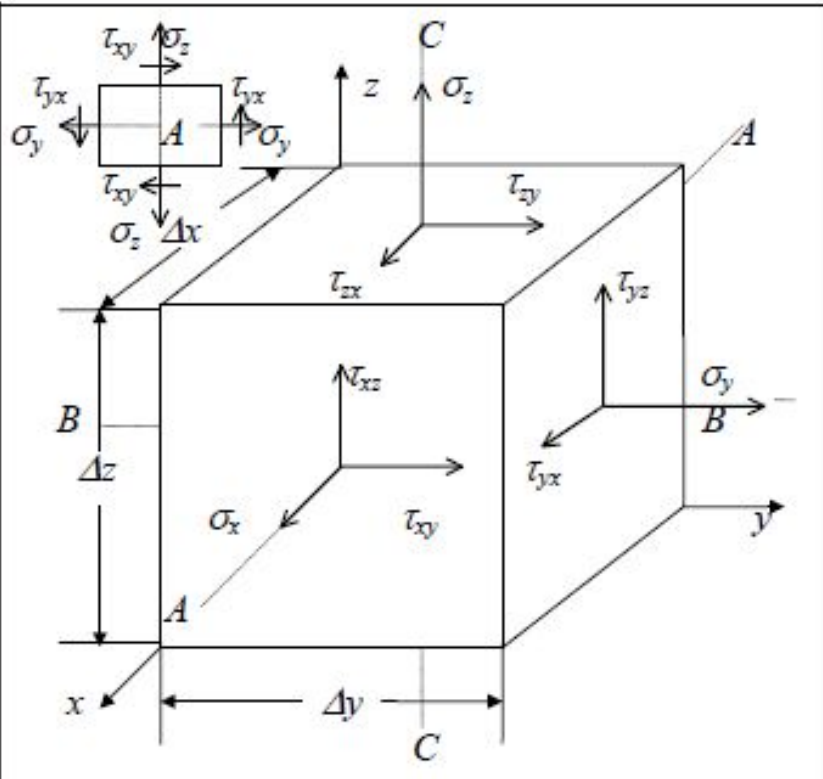 C
τxy σz
τyx τyx z σz
A
σy A σy
τxy τzy
σz Δx
τzx τyz
τxz σy
B B
Δz
τyx
σx τxy
y
A
x Δy
C